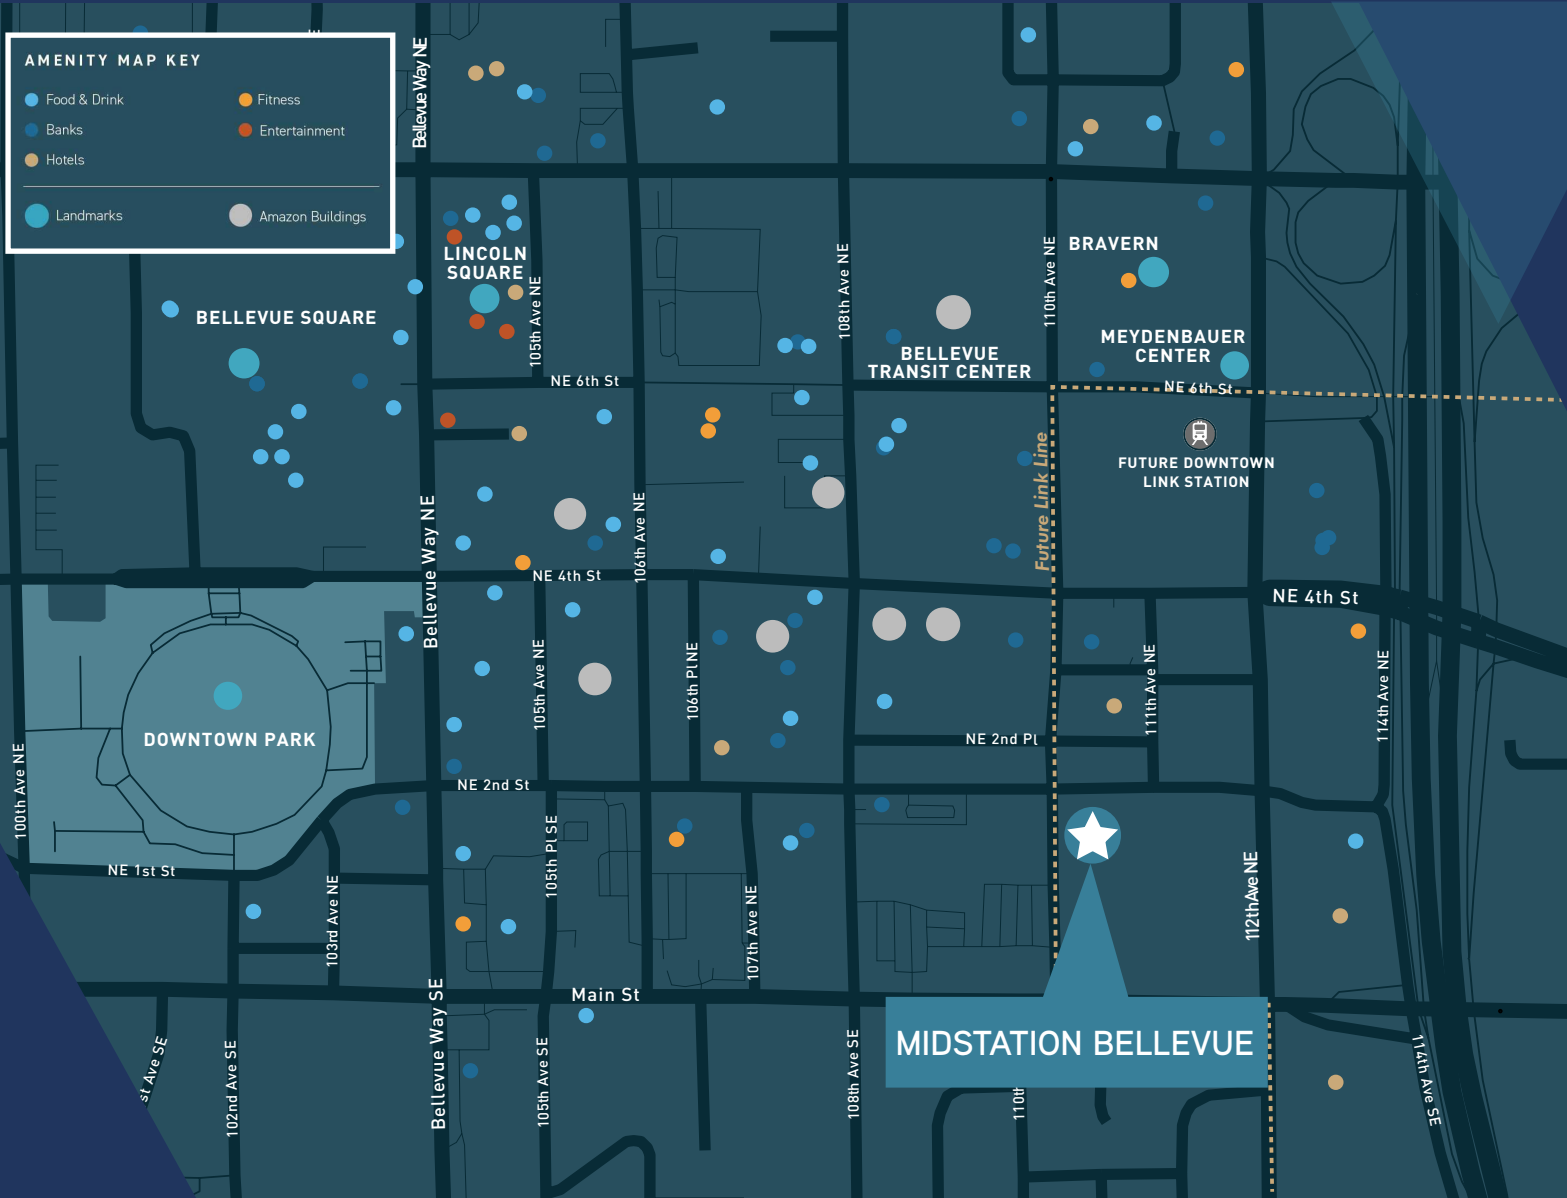 AMENITY MAP KEY
Food & Drink
Banks
Hotels
Fitness
Entertainment
Landmarks
Amazon Buildings
Bellevue Way NE
LINCOLN
SQUARE
105th Ave NE
BELLEVUE SQUARE
NE 6th St
108th Ave NE
BELLEVUE
TRANSIT CENTER
110th Ave NE
BRAVERN
MEYDENBAUER
CENTER
NE 6th St
Future Link Line
FUTURE DOWNTOWN
LINK STATION
Bellevue Way NE
106th Ave NE
NE 4th St
NE 4th St
105th Ave NE
106th Pl NE
111th Ave NE
114th Ave NE
DOWNTOWN PARK
100th Ave NE
NE 2nd Pl
NE 2nd St
NE 1st St
103rd Ave NE
105th Pl SE
107th Ave NE
112th Ave NE
Main St
MIDSTATION BELLEVUE
st Ave SE
102nd Ave SE
Bellevue Way SE
105th Ave SE
108th Ave SE
110th
114th Ave SE